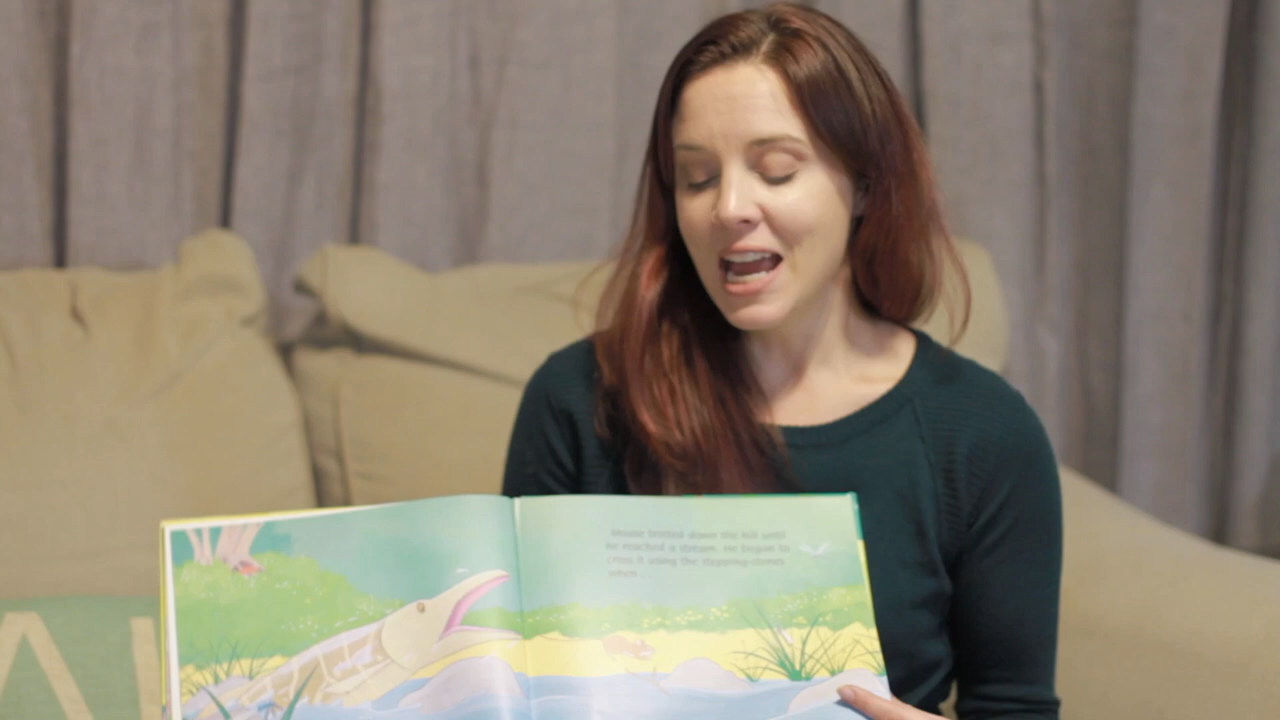 Mouse trotted down the hill until
he reached a stream. He began to
cross it using the stepping-stones
when